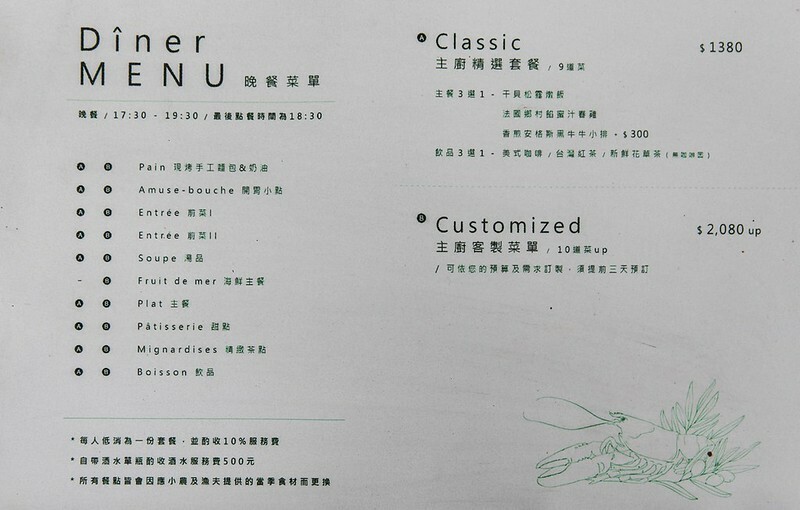 Dîner
MENU 晚餐菜單
晚餐 / 17:30 - 19:30 / 最後點餐時間為18:30
A B Pain 現烤手工麵包&奶油
A B Amuse-bouche 開胃小點
A B Entrée 前菜I
A B Entrée 前菜II
A B Soupe 湯品
- B Fruit de mer 海鮮主餐
A B Plat 主餐
A B Pâtisserie 甜點
A B Mignardises 精緻茶點
A B Boisson 飲品
* 每人低消為一份套餐，並酌收10%服務費
* 自帶酒水單瓶酌收酒水服務費500元
* 所有餐點皆會因應小農及漁夫提供的當季食材而更換
A Classic $1380
主廚精選套餐 / 9道菜
主餐3選1 - 干貝松露燉飯
法國鄉村餡蜜汁春雞
香煎安格斯黑牛牛小排 + $300
飲品3選1 - 美式咖啡 / 台灣紅茶 / 新鮮花草茶 (無咖啡因)
B Customized $2,080 up
主廚客製菜單 / 10道菜up
/ 可依您的預算及需求訂製，須提前三天預訂